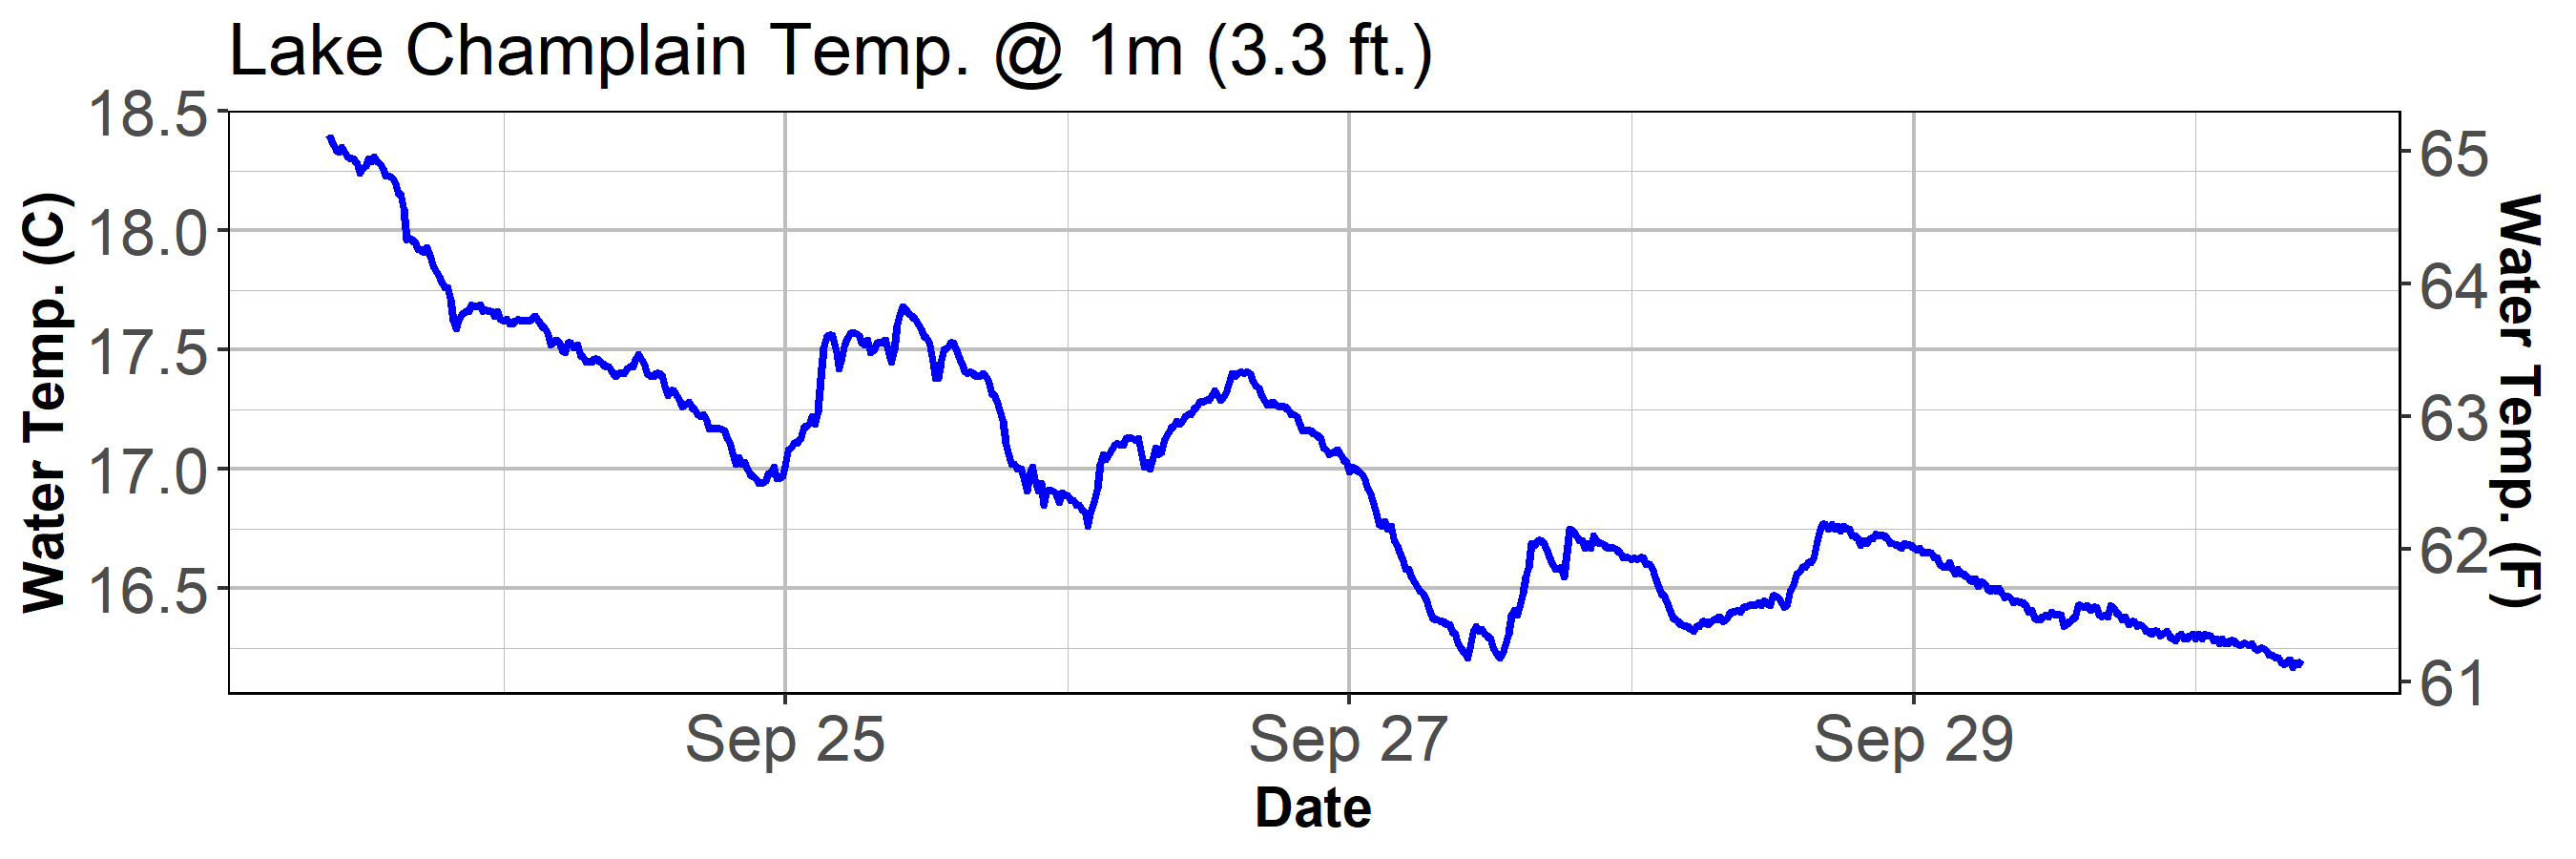 Lake Champlain Temp. @ 1m (3.3 ft.)
Water Temp. (C)
18.5
18.0
17.5
17.0
16.5
65
64
63
62
61
Water Temp. (F)
Sep 25
Sep 27
Sep 29
Date